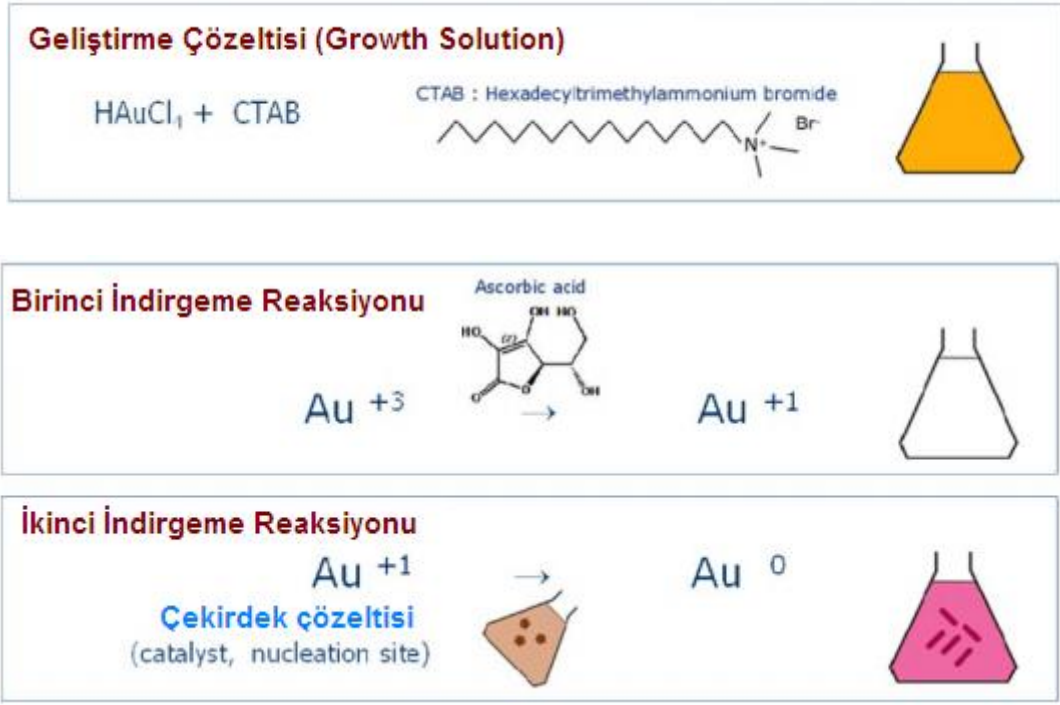 Geliştirme Çözeltisi (Growth Solution)
HAuCl₄ + CTAB
CTAB : Hexadecyltrimethylammonium bromide
Br-
N+
Birinci İndirgeme Reaksiyonu
Ascorbic acid
OH HO
HO
(Z)
O
O
OH
Au +3 → Au +1
İkinci İndirgeme Reaksiyonu
Au +1 → Au 0
Çekirdek çözeltisi
(catalyst, nucleation site)